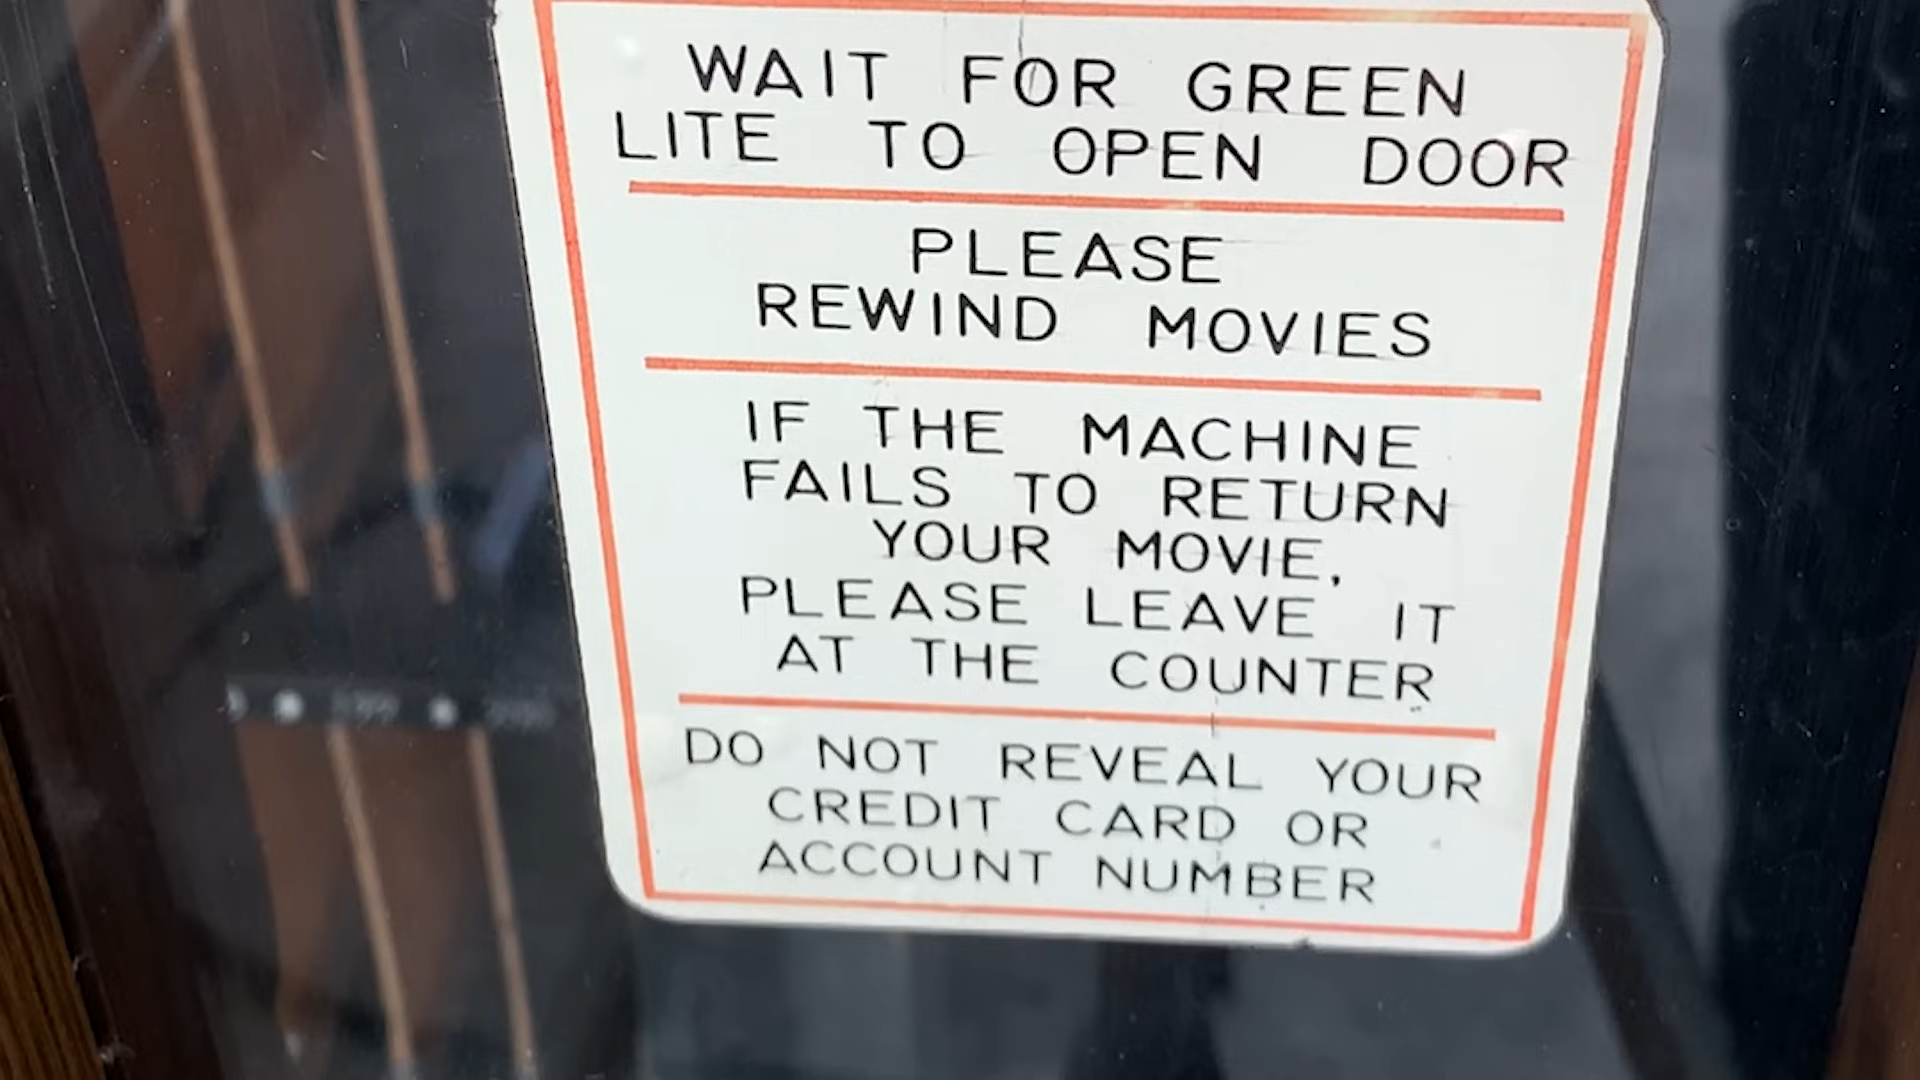 WAIT FOR GREEN
LITE TO OPEN DOOR
PLEASE
REWIND MOVIES
IF THE MACHINE
FAILS TO RETURN
YOUR MOVIE,
PLEASE LEAVE IT
AT THE COUNTER
DO NOT REVEAL YOUR
CREDIT CARD OR
ACCOUNT NUMBER